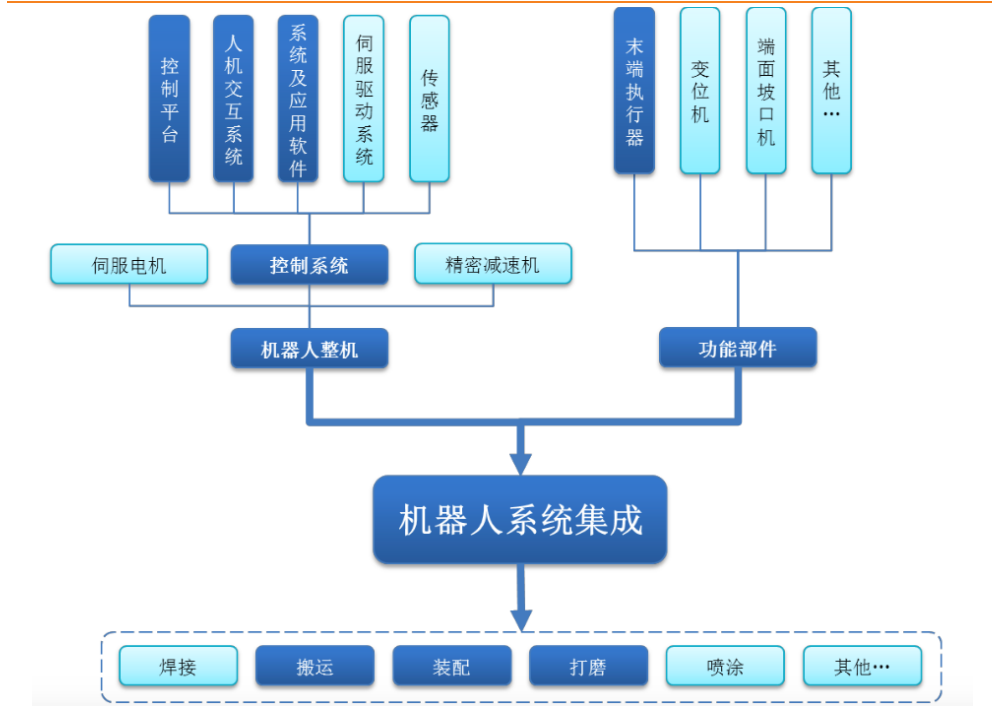 控制平台
人机交互系统
系统及应用软件
伺服驱动系统
传感器
末端执行器
变位机
端面坡口机
其他…
伺服电机
控制系统
精密减速机
机器人整机
功能部件
机器人系统集成
焊接
搬运
装配
打磨
喷涂
其他…